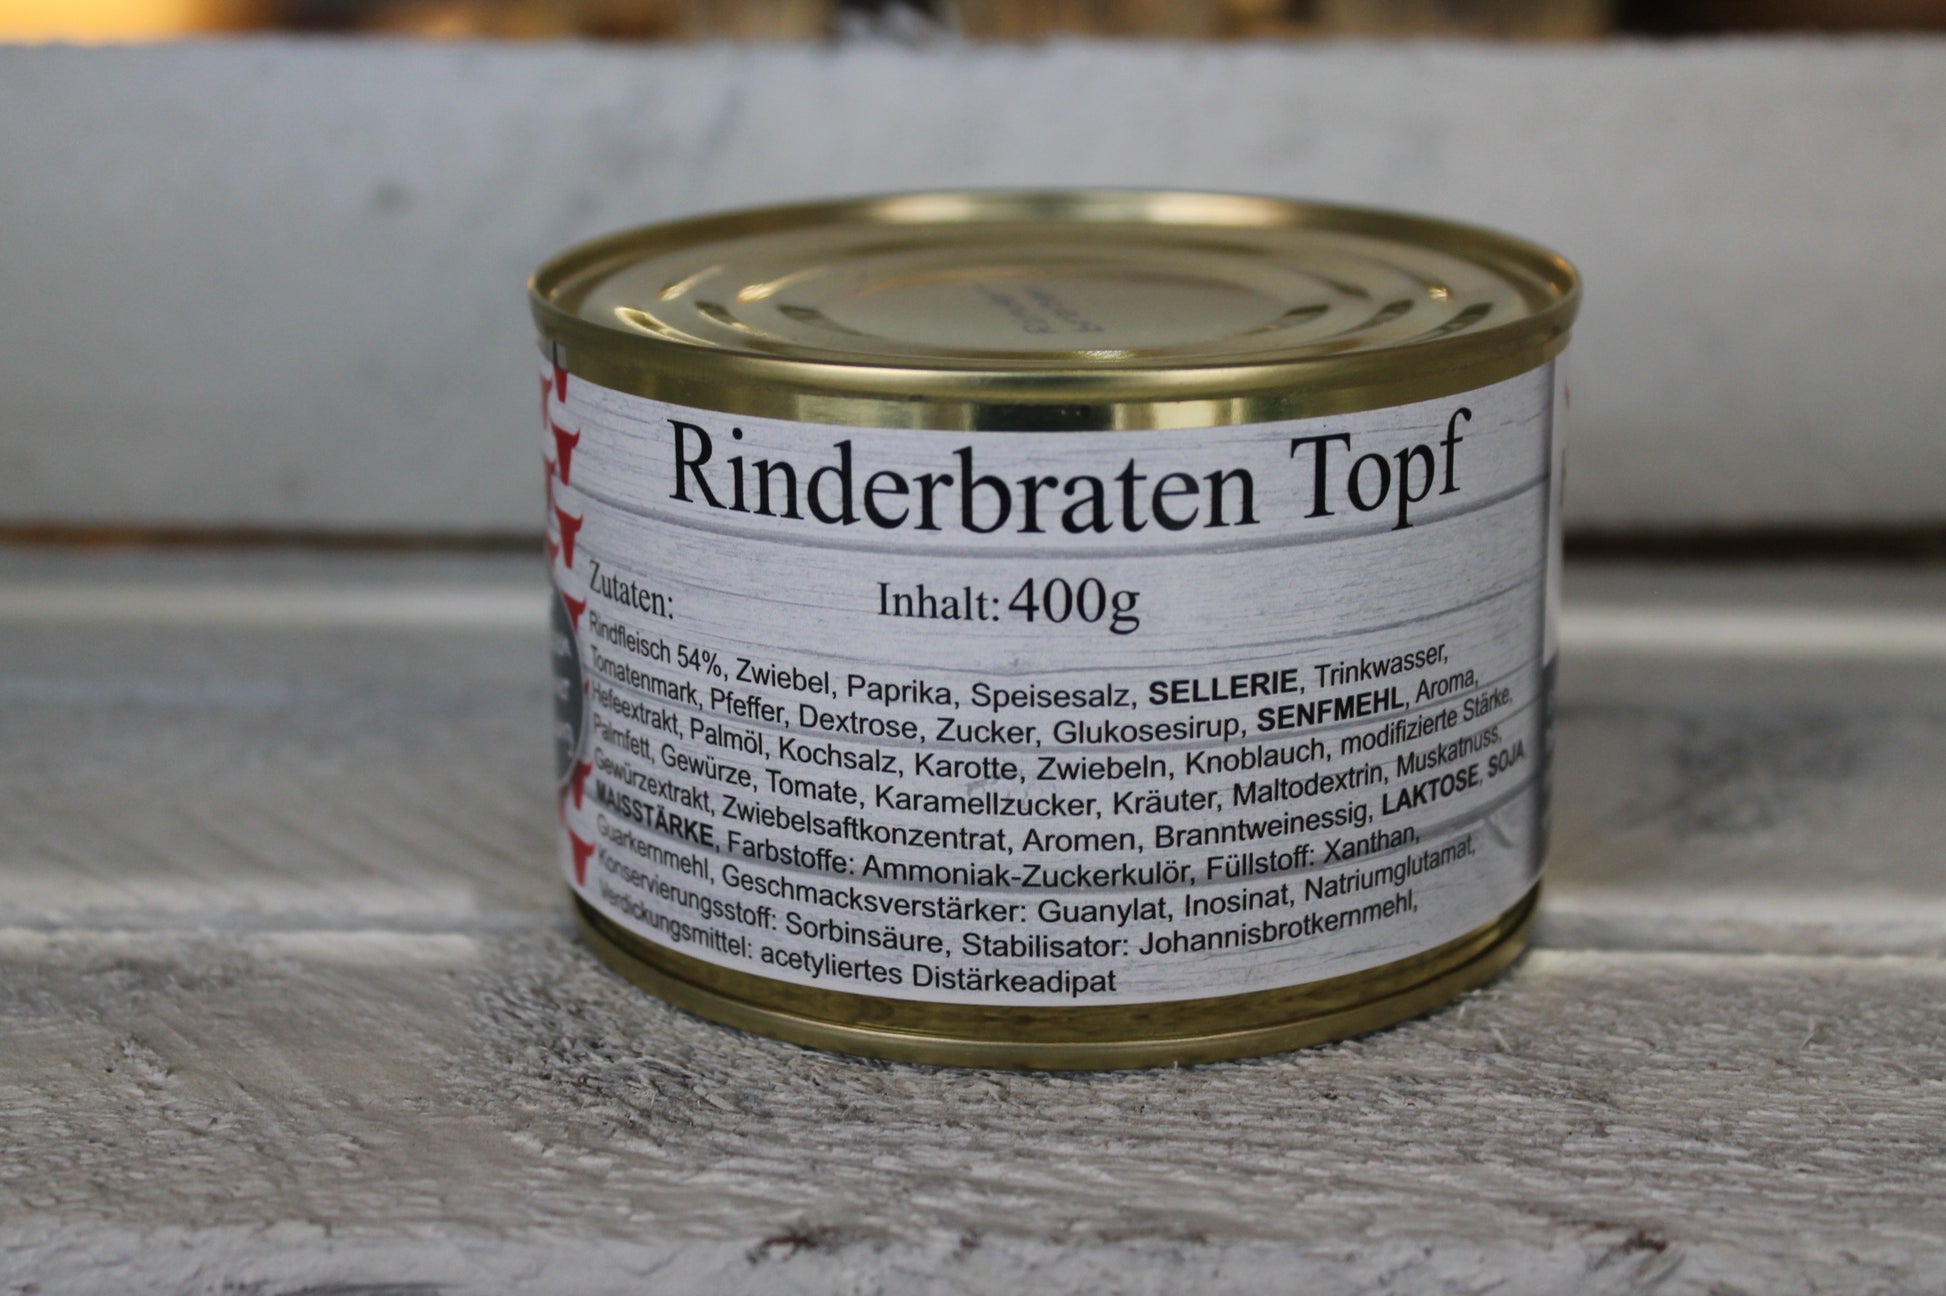 Rinderbraten Topf
Inhalt: 400g
Zutaten:
Rindfleisch 54%, Zwiebel, Paprika, Speisesalz, SELLERIE, Trinkwasser,
Tomatenmark, Pfeffer, Dextrose, Zucker, Glukosesirup, SENFMEHL, Aroma,
Hefeextrakt, Palmöl, Kochsalz, Karotte, Zwiebeln, Knoblauch, modifizierte Stärke,
Palmfett, Gewürze, Tomate, Karamellzucker, Kräuter, Maltodextrin, Muskatnuss,
Gewürzextrakt, Zwiebelsaftkonzentrat, Aromen, Branntweinessig, LAKTOSE, SOJA,
MAISSTÄRKE, Farbstoffe: Ammoniak-Zuckerkulör, Füllstoff: Xanthan,
Guarkernmehl, Geschmacksverstärker: Guanylat, Inosinat, Natriumglutamat,
Konservierungsstoff: Sorbinsäure, Stabilisator: Johannisbrotkernmehl,
Verdickungsmittel: acetyliertes Distärkeadipat